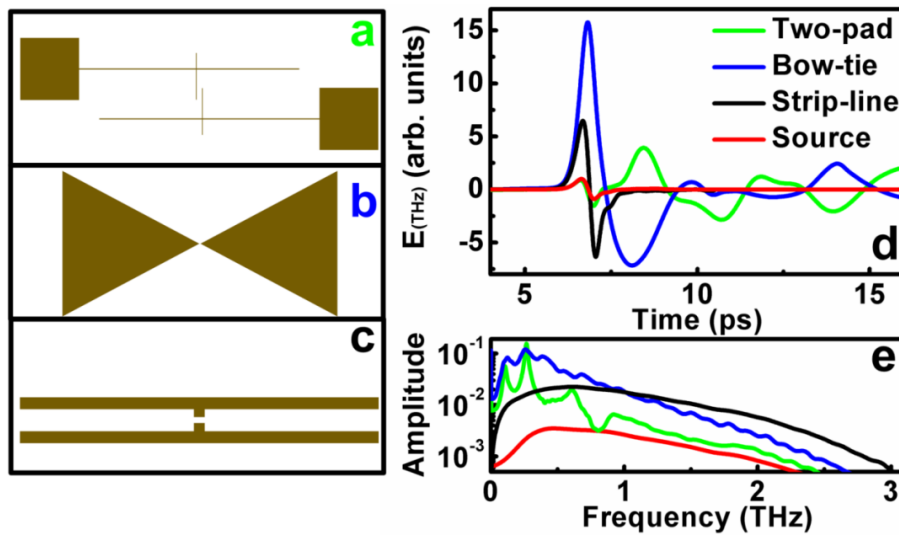 a
b
c
E(THz) (arb. units)
15
10
5
0
-5
Two-pad
Bow-tie
Strip-line
Source
d
5
10
15
Time (ps)
Amplitude
10-1
10-2
10-3
e
0
1
2
3
Frequency (THz)